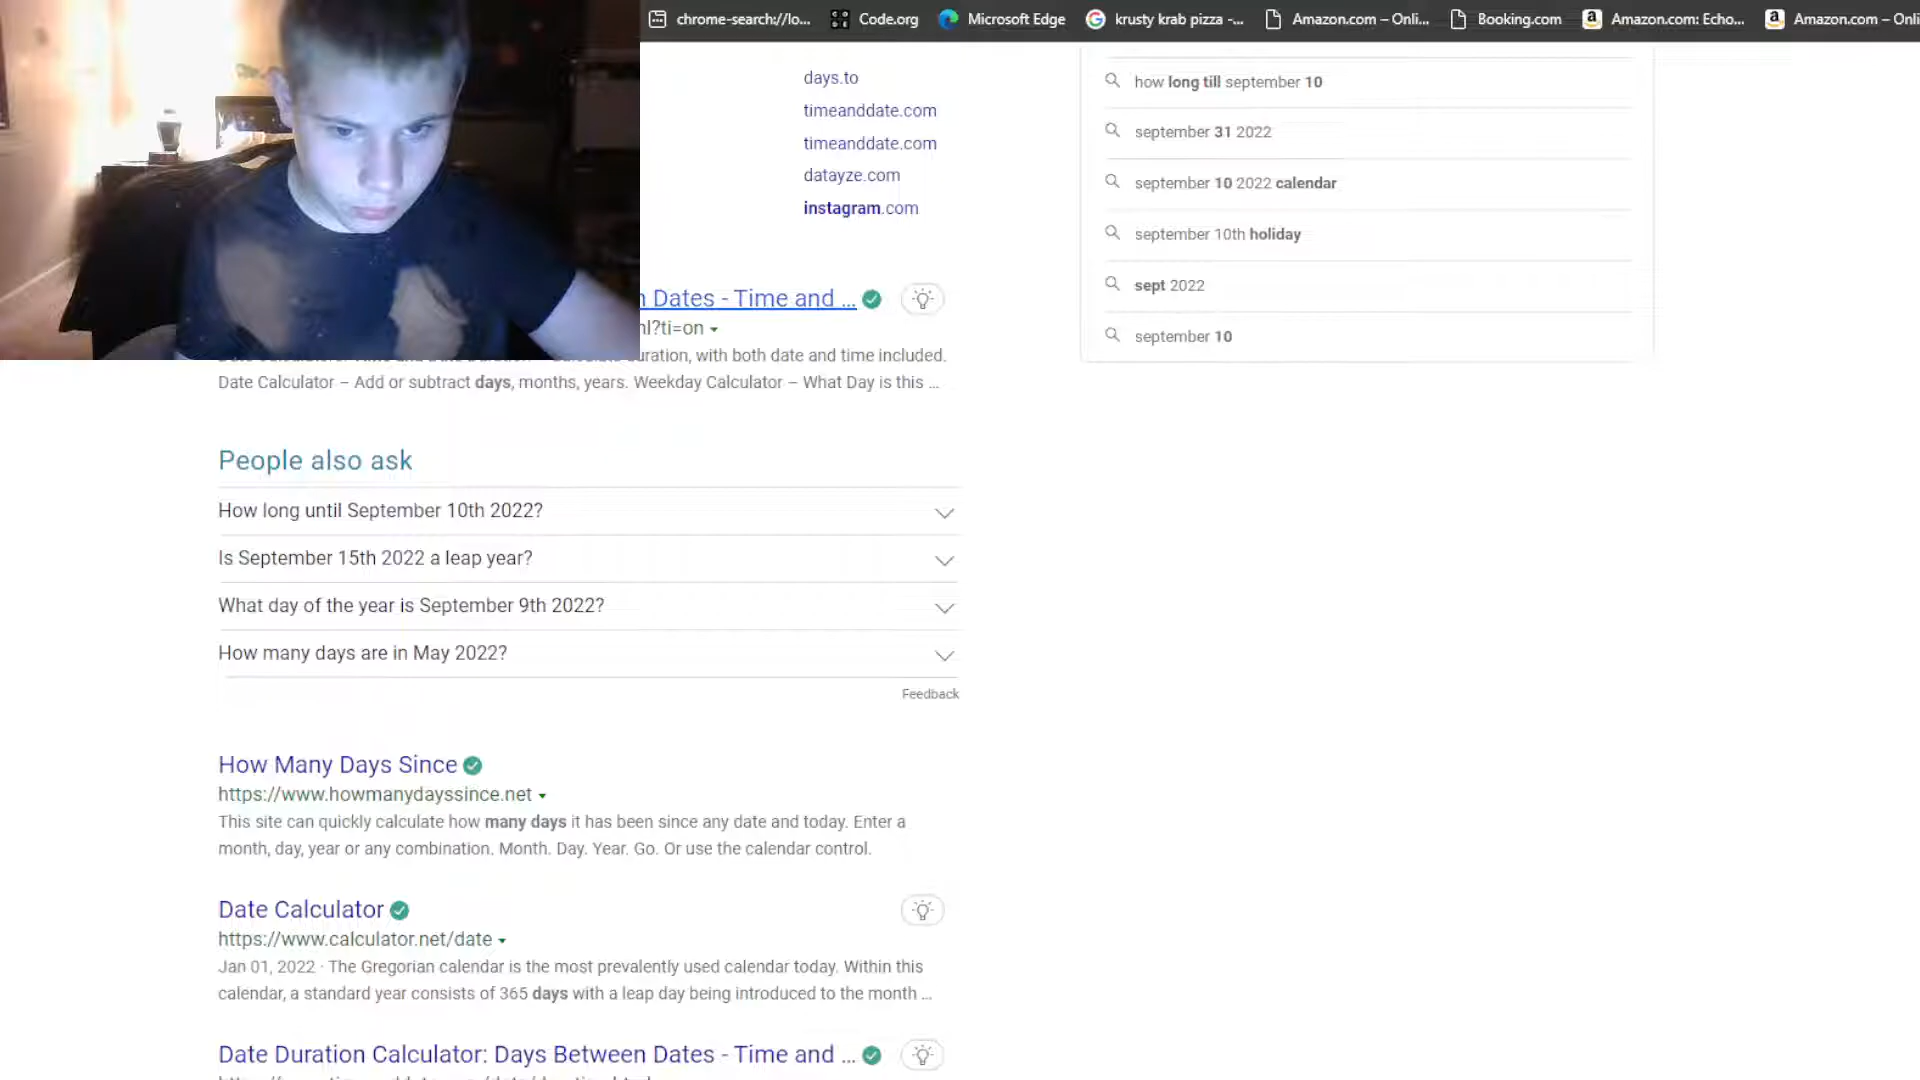 chrome-search://lo...
Code.org
Microsoft Edge
krusty krab pizza -...
Amazon.com – Onli...
Booking.com
Amazon.com: Echo...
Amazon.com – Onli
days.to
timeanddate.com
timeanddate.com
datayze.com
instagram.com
how long till september 10
september 31 2022
september 10 2022 calendar
september 10th holiday
sept 2022
september 10
Dates - Time and ...
nl?ti=on
uration, with both date and time included.
Date Calculator – Add or subtract days, months, years. Weekday Calculator – What Day is this ...
People also ask
How long until September 10th 2022?
Is September 15th 2022 a leap year?
What day of the year is September 9th 2022?
How many days are in May 2022?
Feedback
How Many Days Since
https://www.howmanydayssince.net
This site can quickly calculate how many days it has been since any date and today. Enter a
month, day, year or any combination. Month. Day. Year. Go. Or use the calendar control.
Date Calculator
https://www.calculator.net/date
Jan 01, 2022 · The Gregorian calendar is the most prevalently used calendar today. Within this
calendar, a standard year consists of 365 days with a leap day being introduced to the month ...
Date Duration Calculator: Days Between Dates - Time and ...